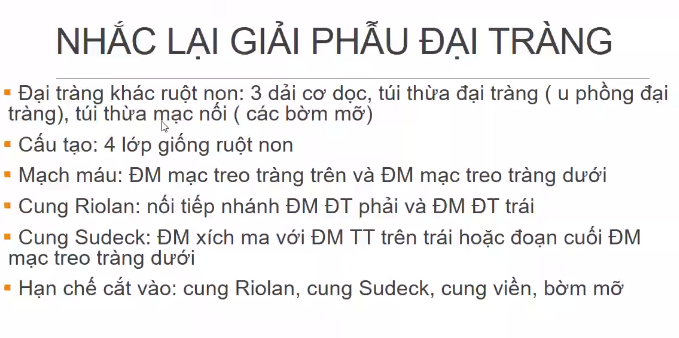 NHẮC LẠI GIẢI PHẪU ĐẠI TRÀNG
▪ Đại tràng khác ruột non: 3 dải cơ dọc, túi thừa đại tràng ( u phồng đại
tràng), túi thừa mạc nối ( các bờm mỡ)
▪ Cấu tạo: 4 lớp giống ruột non
▪ Mạch máu: ĐM mạc treo tràng trên và ĐM mạc treo tràng dưới
▪ Cung Riolan: nối tiếp nhánh ĐM ĐT phải và ĐM ĐT trái
▪ Cung Sudeck: ĐM xích ma với ĐM TT trên trái hoặc đoạn cuối ĐM
mạc treo tràng dưới
▪ Hạn chế cắt vào: cung Riolan, cung Sudeck, cung viền, bờm mỡ